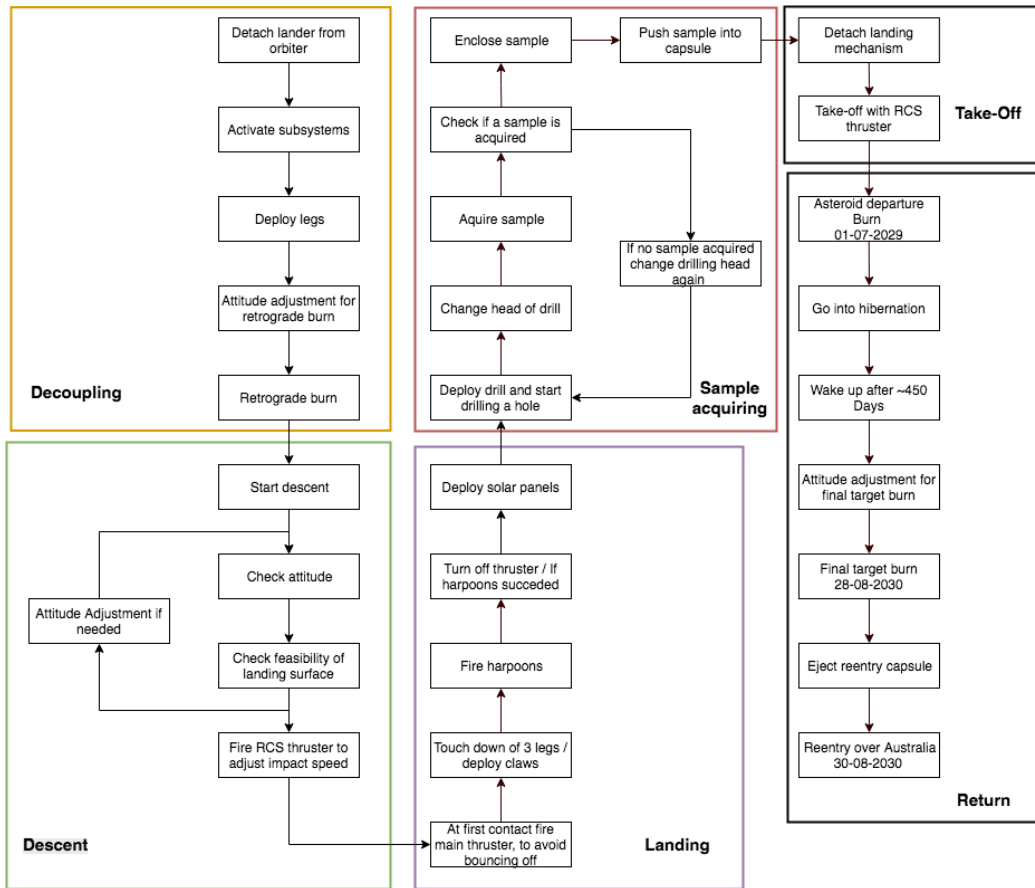 Detach lander from
orbiter
Activate subsystems
Deploy legs
Attitude adjustment for
retrograde burn
Retrograde burn
Decoupling
Start descent
Check attitude
Attitude Adjustment if
needed
Check feasibility of
landing surface
Fire RCS thruster to
adjust impact speed
Descent
At first contact fire
main thruster, to avoid
bouncing off
Touch down of 3 legs /
deploy claws
Fire harpoons
Turn off thruster / If
harpoons succeded
Deploy solar panels
Landing
Deploy drill and start
drilling a hole
Change head of drill
Aquire sample
Check if a sample is
acquired
If no sample acquired
change drilling head
again
Enclose sample
Push sample into
capsule
Sample
acquiring
Detach landing
mechanism
Take-off with RCS
thruster
Take-Off
Asteroid departure
Burn
01-07-2029
Go into hibernation
Wake up after ~450
Days
Attitude adjustment for
final target burn
Final target burn
28-08-2030
Eject reentry capsule
Reentry over Australia
30-08-2030
Return